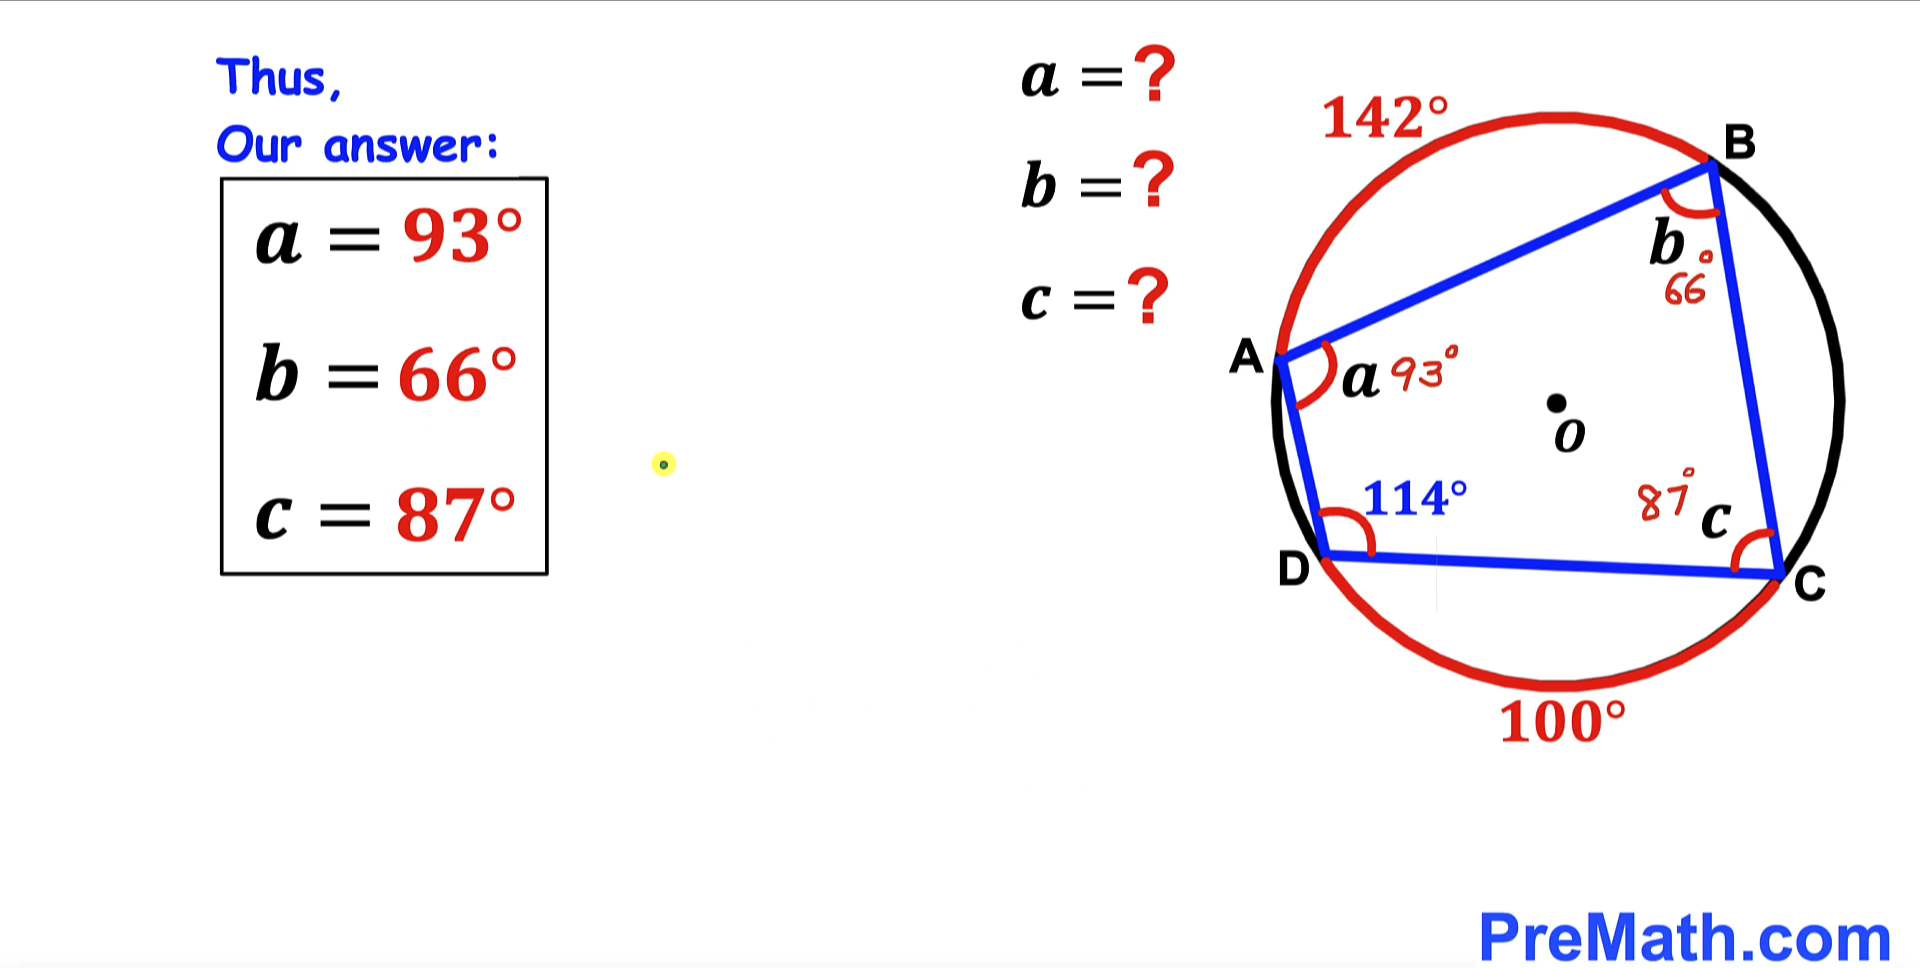 Thus,
Our answer:
a = 93°
b = 66°
c = 87°
a = ?
b = ?
c = ?
142°
B
b
66°
A
a 93°
O
114°
87° c
D
C
100°
PreMath.com